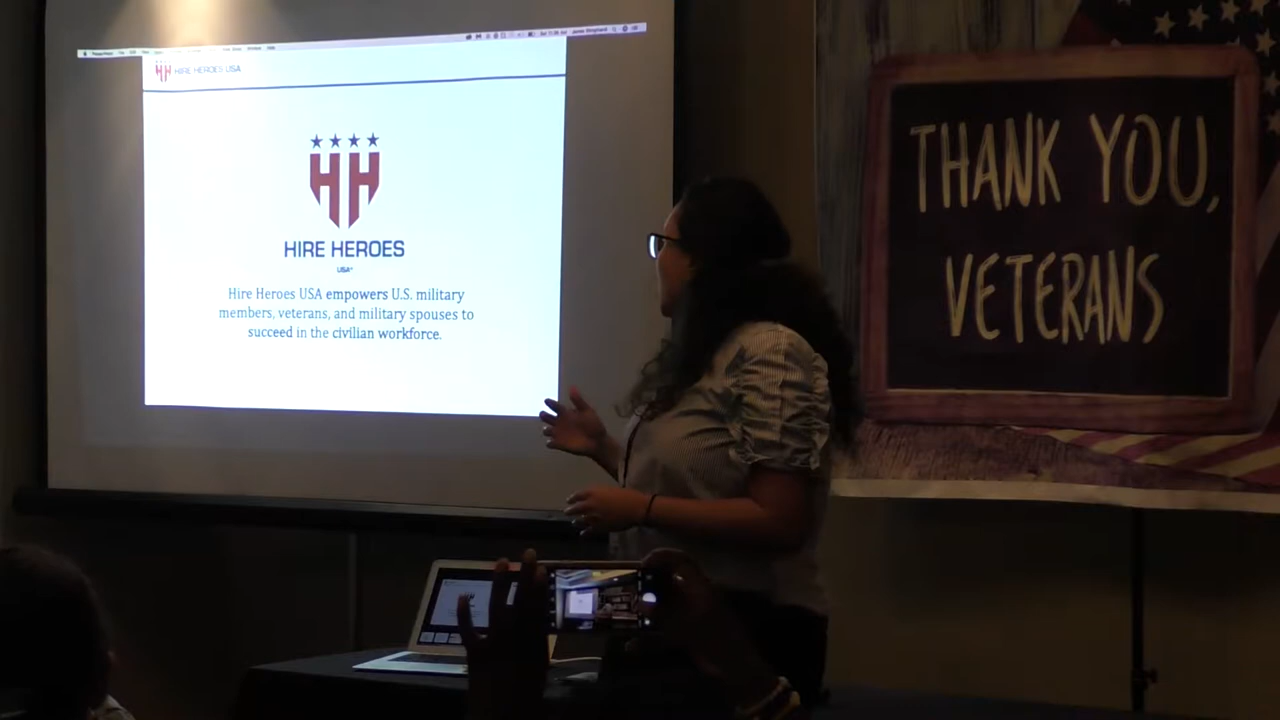 HIRE HEROES USA
HIRE HEROES
USA®
Hire Heroes USA empowers U.S. military
members, veterans, and military spouses to
succeed in the civilian workforce.
THANK YOU,
VETERANS